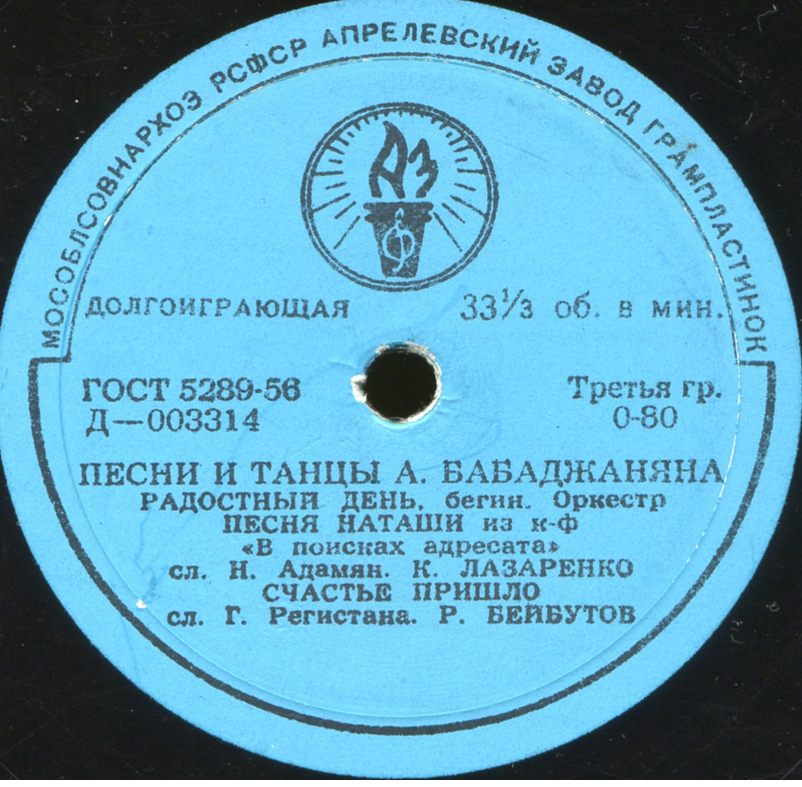 МОСОБЛСОВНАРХОЗ РСФСР АПРЕЛЕВСКИЙ ЗАВОД ГРАМПЛАСТИНОК
АЗ
Ф
ДОЛГОИГРАЮЩАЯ 33⅓ об. в мин.
ГОСТ 5289-56 Третья гр.
Д—003314 0-80
ПЕСНИ И ТАНЦЫ А. БАБАДЖАНЯНА
РАДОСТНЫЙ ДЕНЬ, бегин. Оркестр
ПЕСНЯ НАТАШИ из к-ф
«В поисках адресата»
сл. Н. Адамян. К. ЛАЗАРЕНКО
СЧАСТЬЕ ПРИШЛО
сл. Г. Регистана. Р. БЕЙБУТОВ